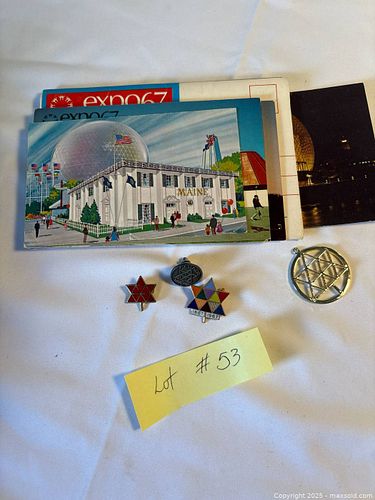 expo67
expo67
MAINE
Lot # 53
Copyright 2025 - maxsold.com